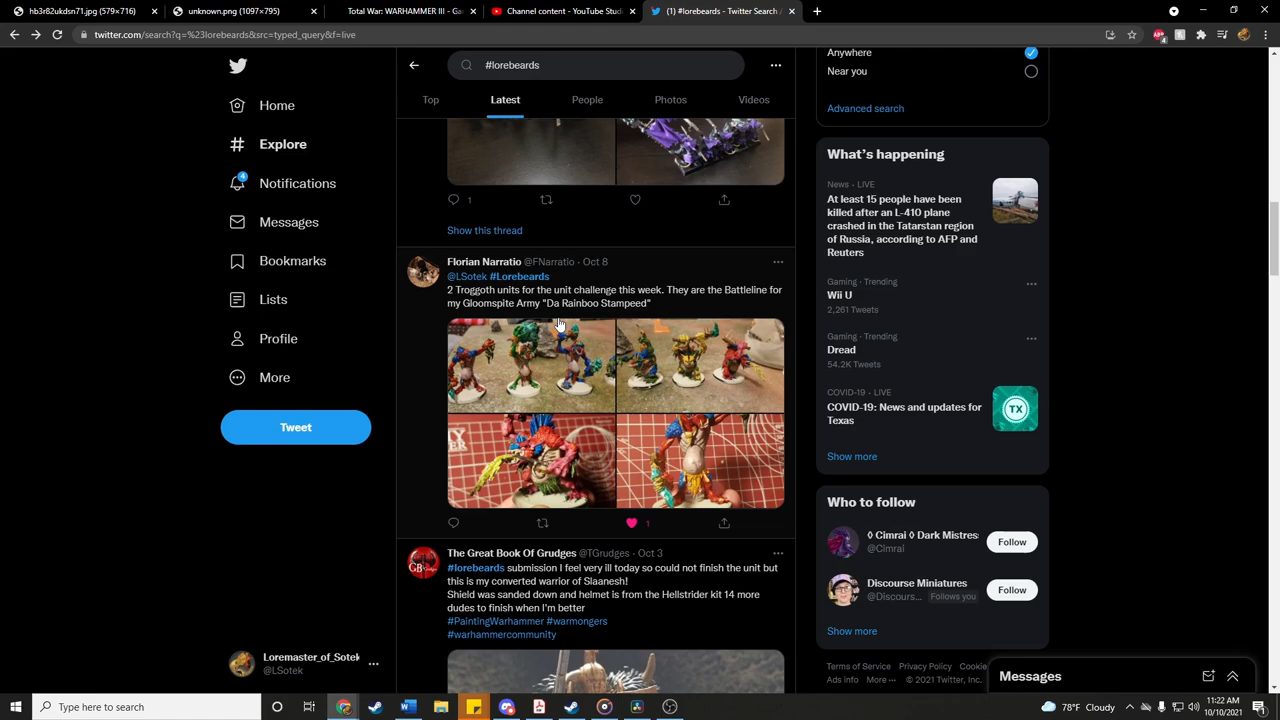 hb3r82ukdsn71.jpg (579×716)
unknown.png (1097×795)
Total War: WARHAMMER III - Ga
Channel content - YouTube Stud
(1) #lorebeards - Twitter Search /
twitter.com/search?q=%23lorebeards&src=typed_query&f=live
Home
Explore
4
Notifications
Messages
Bookmarks
Lists
Profile
More
Tweet
Loremaster_of_Sotek
@LSotek
#lorebeards
Top
Latest
People
Photos
Videos
1
Show this thread
Florian Narratio @FNarratio · Oct 8
@LSotek #Lorebeards
2 Troggoth units for the unit challenge this week. They are the Battleline for
my Gloomspite Army "Da Rainboo Stampeed"
1
The Great Book Of Grudges @TGrudges · Oct 3
#lorebeards submission I feel very ill today so could not finish the unit but
this is my converted warrior of Slaanesh!
Shield was sanded down and helmet is from the Hellstrider kit 14 more
dudes to finish when I'm better
#PaintingWarhammer #warmongers
#warhammercommunity
Anywhere
Near you
Advanced search
What's happening
News · LIVE
At least 15 people have been
killed after an L-410 plane
crashed in the Tatarstan region
of Russia, according to AFP and
Reuters
Gaming · Trending
Wii U
2,261 Tweets
Gaming · Trending
Dread
54.2K Tweets
COVID-19 · LIVE
COVID-19: News and updates for
Texas
TX
Show more
Who to follow
◊ Cimrai ◊ Dark Mistres
@Cimrai
Follow
Discourse Miniatures
@Discours... Follows you
Follow
Show more
Terms of Service Privacy Policy Cookie
Ads info More ··· © 2021 Twitter, Inc.
Messages
Type here to search
78°F Cloudy
11:22 AM
10/10/2021